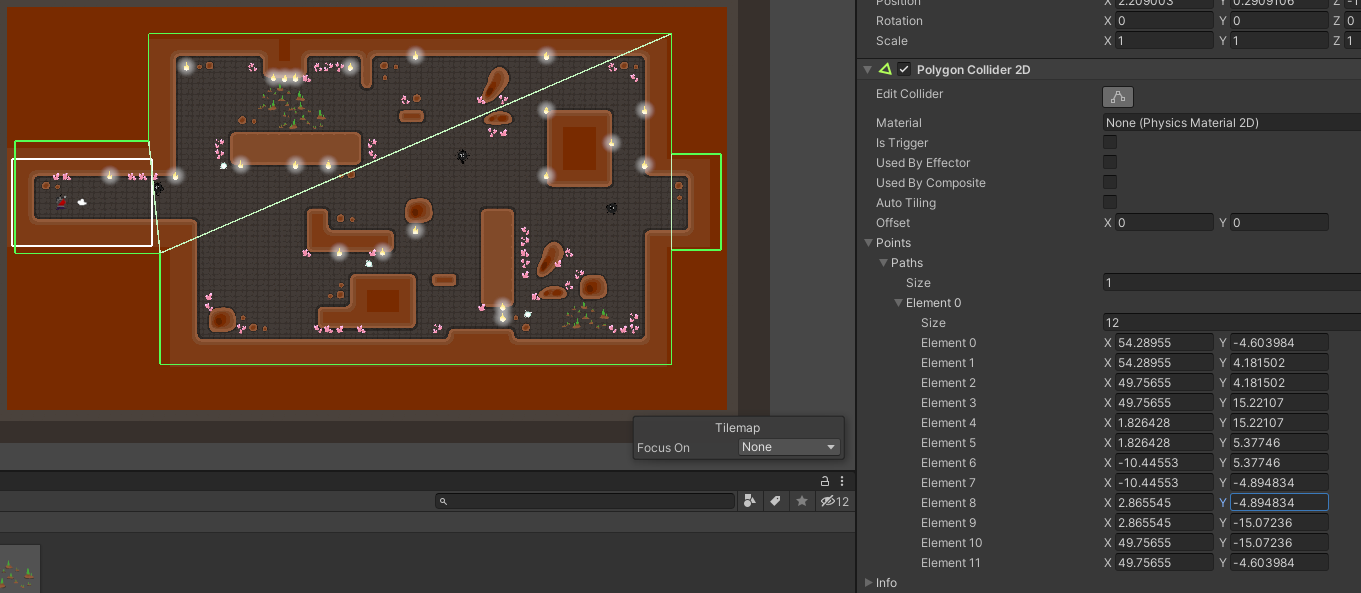 Position X 2.209003 Y 0.2909106 Z -1
Rotation X 0 Y 0 Z 0
Scale X 1 Y 1 Z 1
Polygon Collider 2D
Edit Collider
Material None (Physics Material 2D)
Is Trigger
Used By Effector
Used By Composite
Auto Tiling
Offset X 0 Y 0
Points
Paths
Size 1
Element 0
Size 12
Element 0 X 54.28955 Y -4.603984
Element 1 X 54.28955 Y 4.181502
Element 2 X 49.75655 Y 4.181502
Element 3 X 49.75655 Y 15.22107
Element 4 X 1.826428 Y 15.22107
Element 5 X 1.826428 Y 5.37746
Element 6 X -10.44553 Y 5.37746
Element 7 X -10.44553 Y -4.894834
Element 8 X 2.865545 Y -4.894834
Element 9 X 2.865545 Y -15.07236
Element 10 X 49.75655 Y -15.07236
Element 11 X 49.75655 Y -4.603984
Info
Tilemap
Focus On None
12